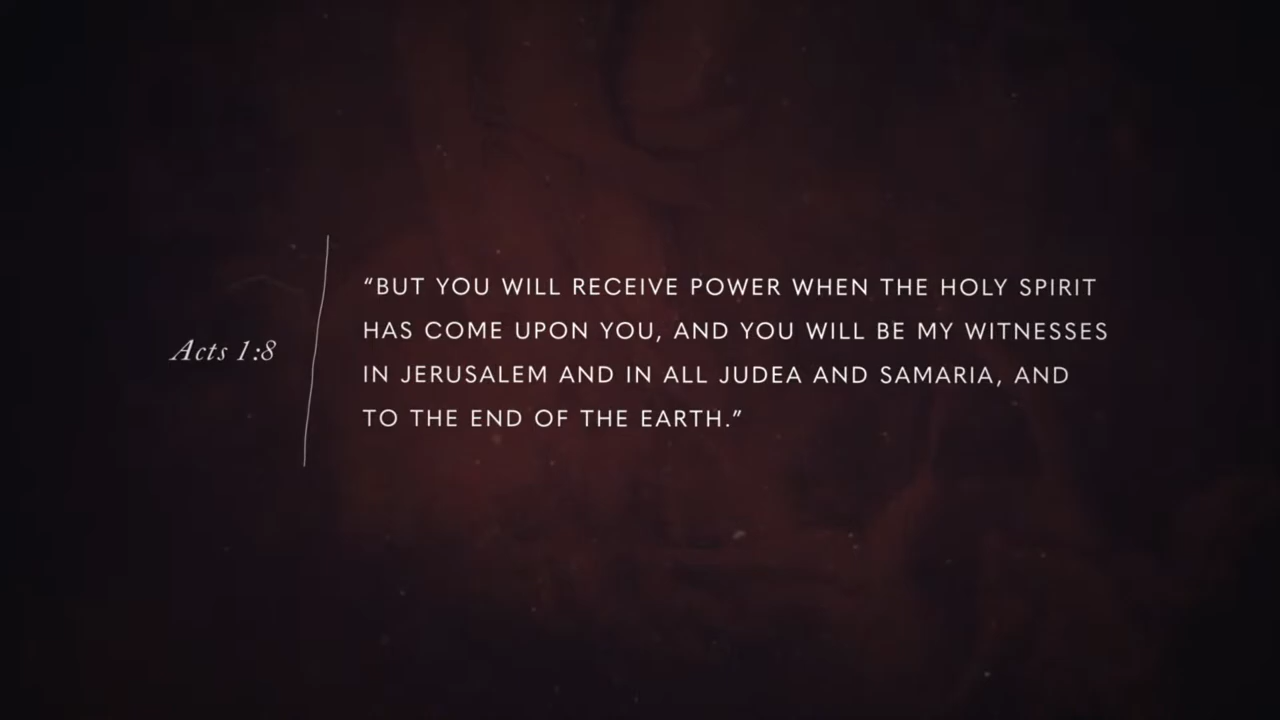 Acts 1:8
“BUT YOU WILL RECEIVE POWER WHEN THE HOLY SPIRIT
HAS COME UPON YOU, AND YOU WILL BE MY WITNESSES
IN JERUSALEM AND IN ALL JUDEA AND SAMARIA, AND
TO THE END OF THE EARTH.”